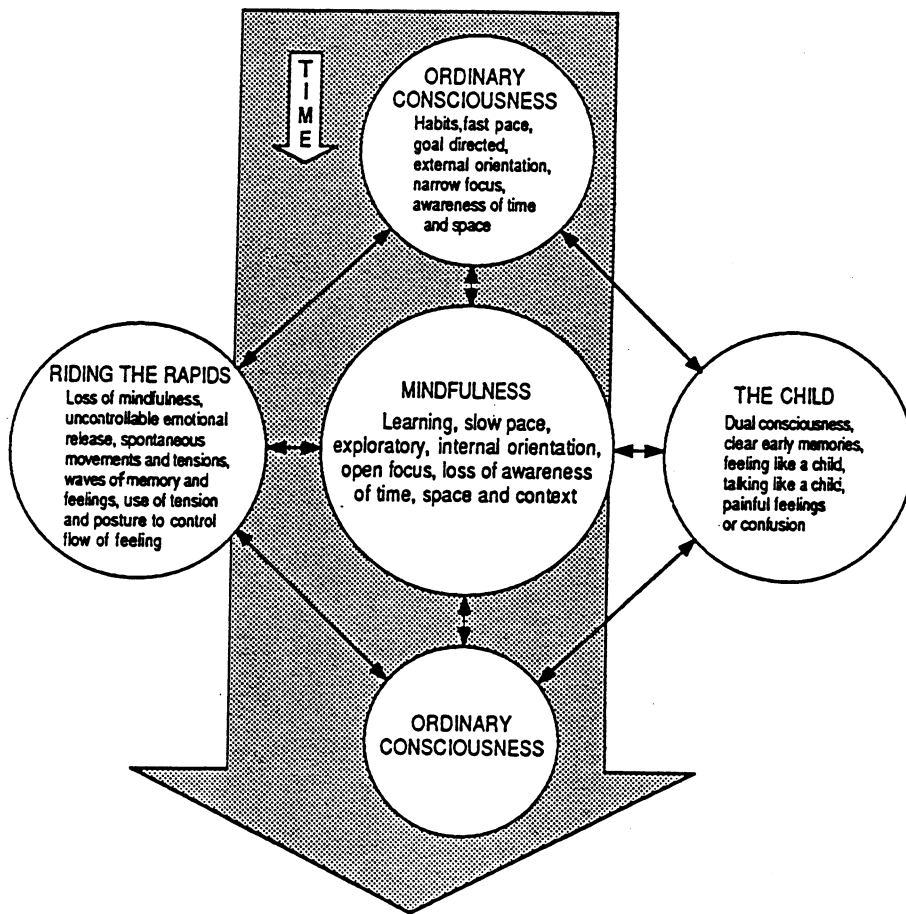 TIME
ORDINARY
CONSCIOUSNESS
Habits,fast pace,
goal directed,
external orientation,
narrow focus,
awareness of time
and space
RIDING THE RAPIDS
Loss of mindfulness,
uncontrollable emotional
release, spontaneous
movements and tensions,
waves of memory and
feelings, use of tension
and posture to control
flow of feeling
MINDFULNESS
Learning, slow pace,
exploratory, internal orientation,
open focus, loss of awareness
of time, space and context
THE CHILD
Dual consciousness,
clear early memories,
feeling like a child,
talking like a child,
painful feelings
or confusion
ORDINARY
CONSCIOUSNESS